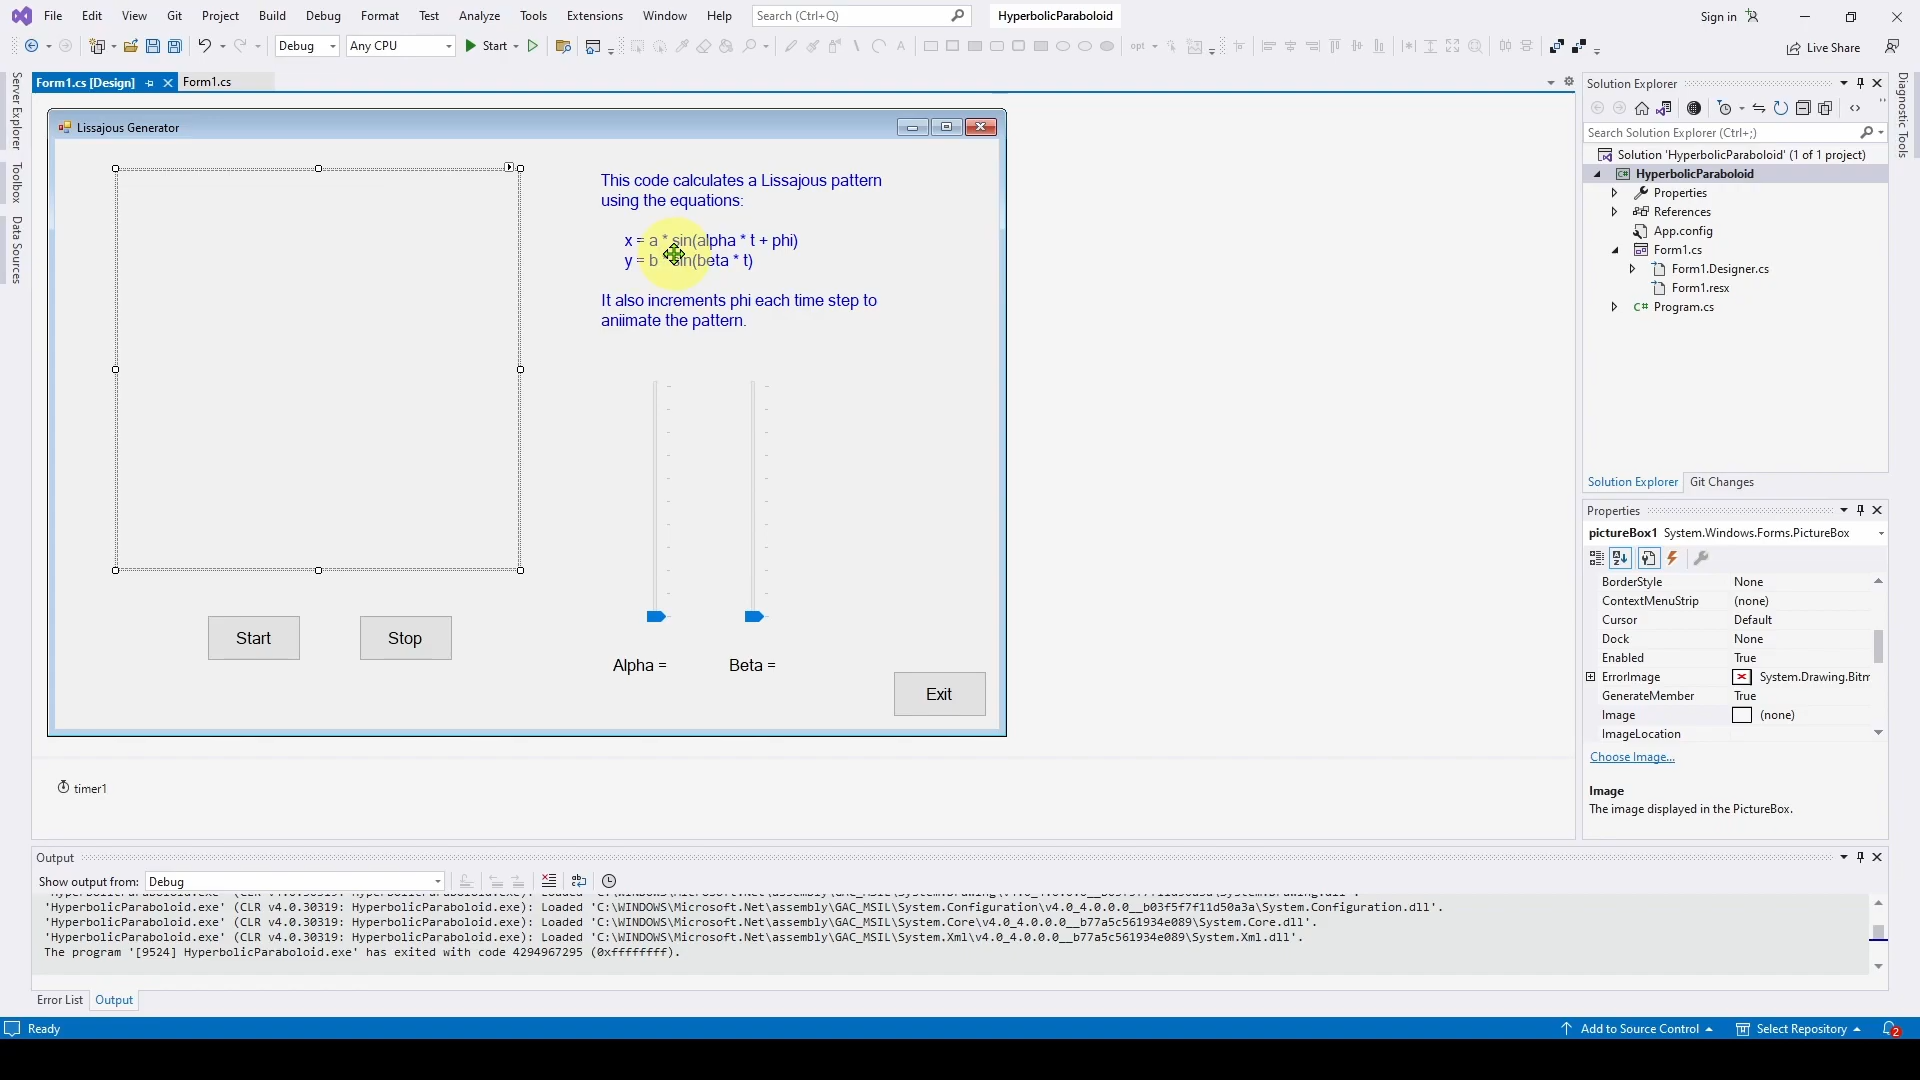 File Edit View Git Project Build Debug Format Test Analyze Tools Extensions Window Help Search (Ctrl+Q) HyperbolicParaboloid Sign in
Debug Any CPU Start opt Live Share
Server Explorer
Toolbox
Data Sources
Form1.cs [Design] Form1.cs
Lissajous Generator
This code calculates a Lissajous pattern
using the equations:
x = a * sin(alpha * t + phi)
y = b * sin(beta * t)
It also increments phi each time step to
aniimate the pattern.
Start Stop
Alpha = Beta =
Exit
timer1
Solution Explorer
Search Solution Explorer (Ctrl+;)
Solution 'HyperbolicParaboloid' (1 of 1 project)
HyperbolicParaboloid
Properties
References
App.config
Form1.cs
Form1.Designer.cs
Form1.resx
C# Program.cs
Solution Explorer Git Changes
Diagnostic Tools
Properties
pictureBox1 System.Windows.Forms.PictureBox
BorderStyle None
ContextMenuStrip (none)
Cursor Default
Dock None
Enabled True
ErrorImage System.Drawing.Bitm
GenerateMember True
Image (none)
ImageLocation
Choose Image...
Image
The image displayed in the PictureBox.
Output
Show output from: Debug
'HyperbolicParaboloid.exe' (CLR v4.0.30319: HyperbolicParaboloid.exe): Loaded 'C:\WINDOWS\Microsoft.Net\assembly\GAC_MSIL\System.Configuration\v4.0_4.0.0.0__b03f5f7f11d50a3a\System.Configuration.dll'.
'HyperbolicParaboloid.exe' (CLR v4.0.30319: HyperbolicParaboloid.exe): Loaded 'C:\WINDOWS\Microsoft.Net\assembly\GAC_MSIL\System.Core\v4.0_4.0.0.0__b77a5c561934e089\System.Core.dll'.
'HyperbolicParaboloid.exe' (CLR v4.0.30319: HyperbolicParaboloid.exe): Loaded 'C:\WINDOWS\Microsoft.Net\assembly\GAC_MSIL\System.Xml\v4.0_4.0.0.0__b77a5c561934e089\System.Xml.dll'.
The program '[9524] HyperbolicParaboloid.exe' has exited with code 4294967295 (0xffffffff).
Error List Output
Ready Add to Source Control Select Repository 2